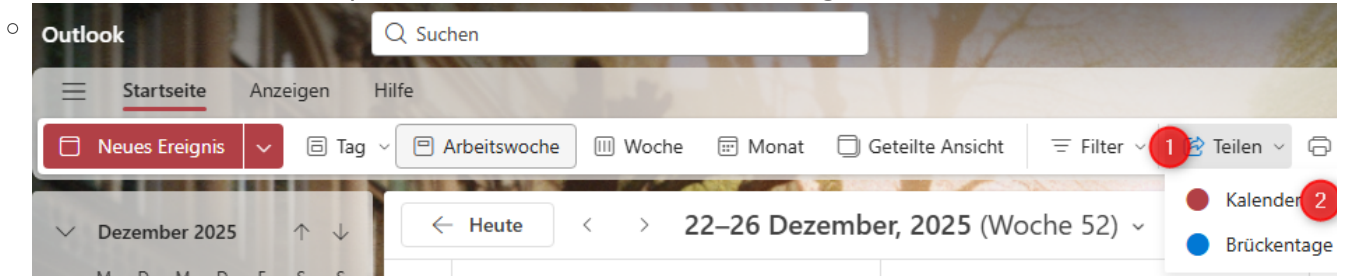 Outlook
Suchen
Startseite Anzeigen Hilfe
Neues Ereignis Tag Arbeitswoche Woche Monat Geteilte Ansicht Filter 1 Teilen
Kalender 2
Dezember 2025 Heute 22–26 Dezember, 2025 (Woche 52)
Brückentage